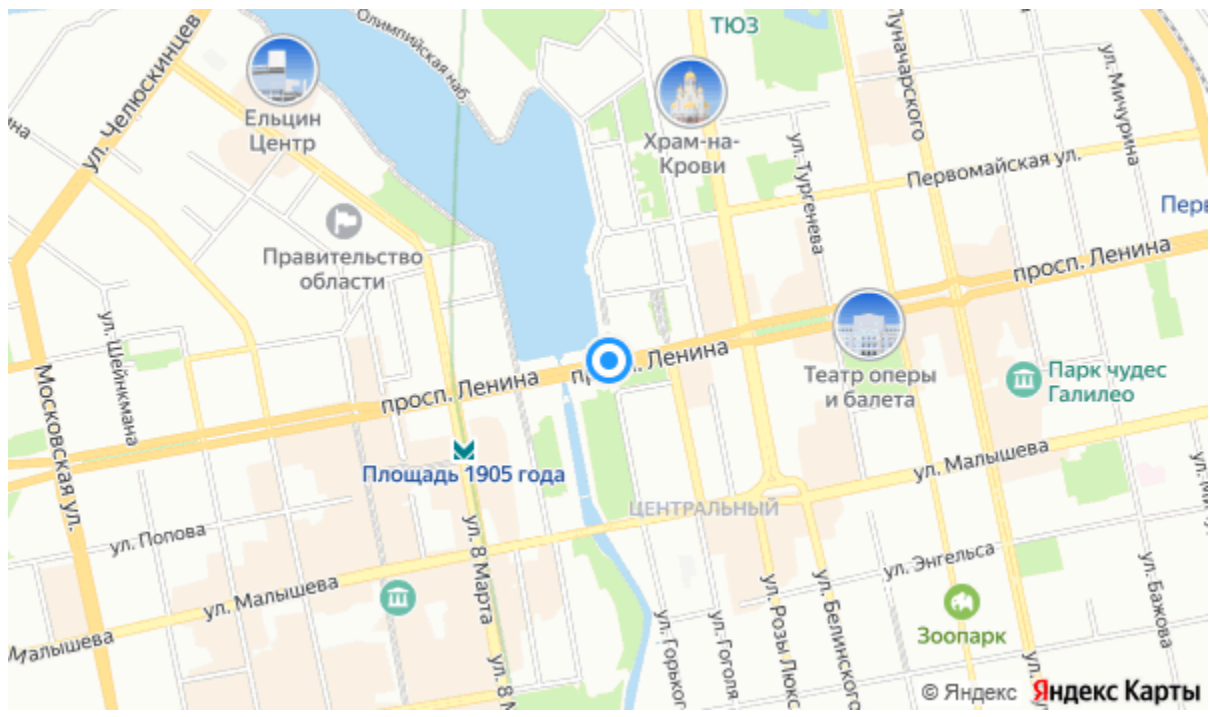 Олимпийская наб.
ТЮЗ
Луначарского
ул. Мичурина
ул. Челюскинцев
Ельцин
Центр
Храм-на-
Крови
ул. Тургенева
Первомайская ул.
Перв
Правительство
области
просп. Ленина
ул. Шейнкмана
Ленина
Театр оперы
и балета
Парк чудес
Галилео
Московская ул.
просп. Ленина
Площадь 1905 года
ул. Малышева
ЦЕНТРАЛЬНЫЙ
ул. Попова
ул. 8 Марта
ул. Энгельса
ул. Малышева
Зоопарк
ул. Бажова
Малышева
ул. 8 М
ул. Горького
ул. Гоголя
ул. Розы Люкс
ул. Белинского
© Яндекс
Яндекс Карты